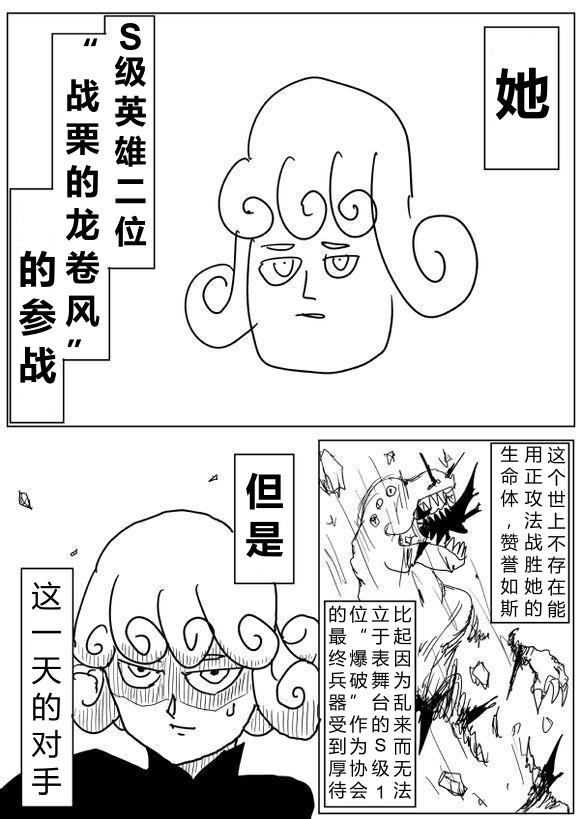 她
S级英雄二位
“战栗的龙卷风”
的参战
这个世上不存在能
用正攻法战胜她的
生命体，赞誉如斯
比起因为乱来而无法
立于表舞台的S级1
位“爆破”作为协会
的最终兵器受到厚待
但是
这一天的对手